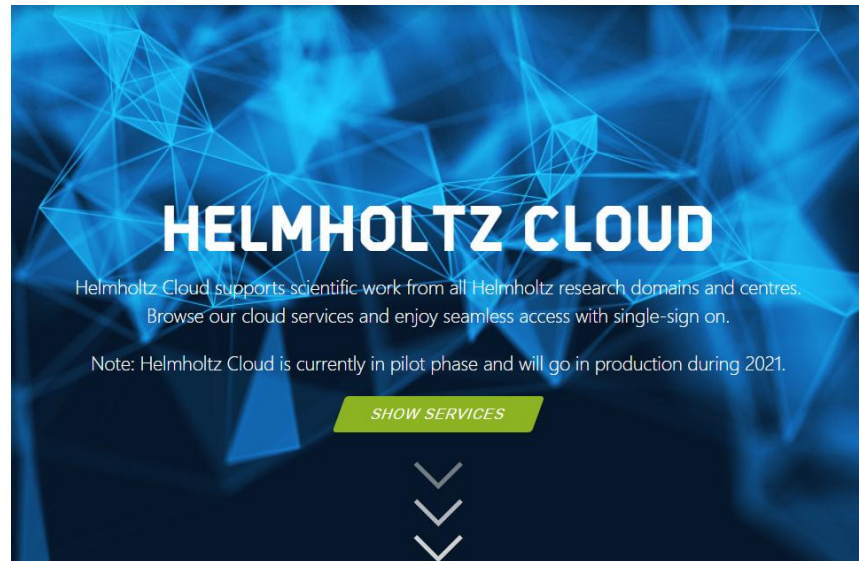 HELMHOLTZ CLOUD
Helmholtz Cloud supports scientific work from all Helmholtz research domains and centres.
Browse our cloud services and enjoy seamless access with single-sign on.
Note: Helmholtz Cloud is currently in pilot phase and will go in production during 2021.
SHOW SERVICES